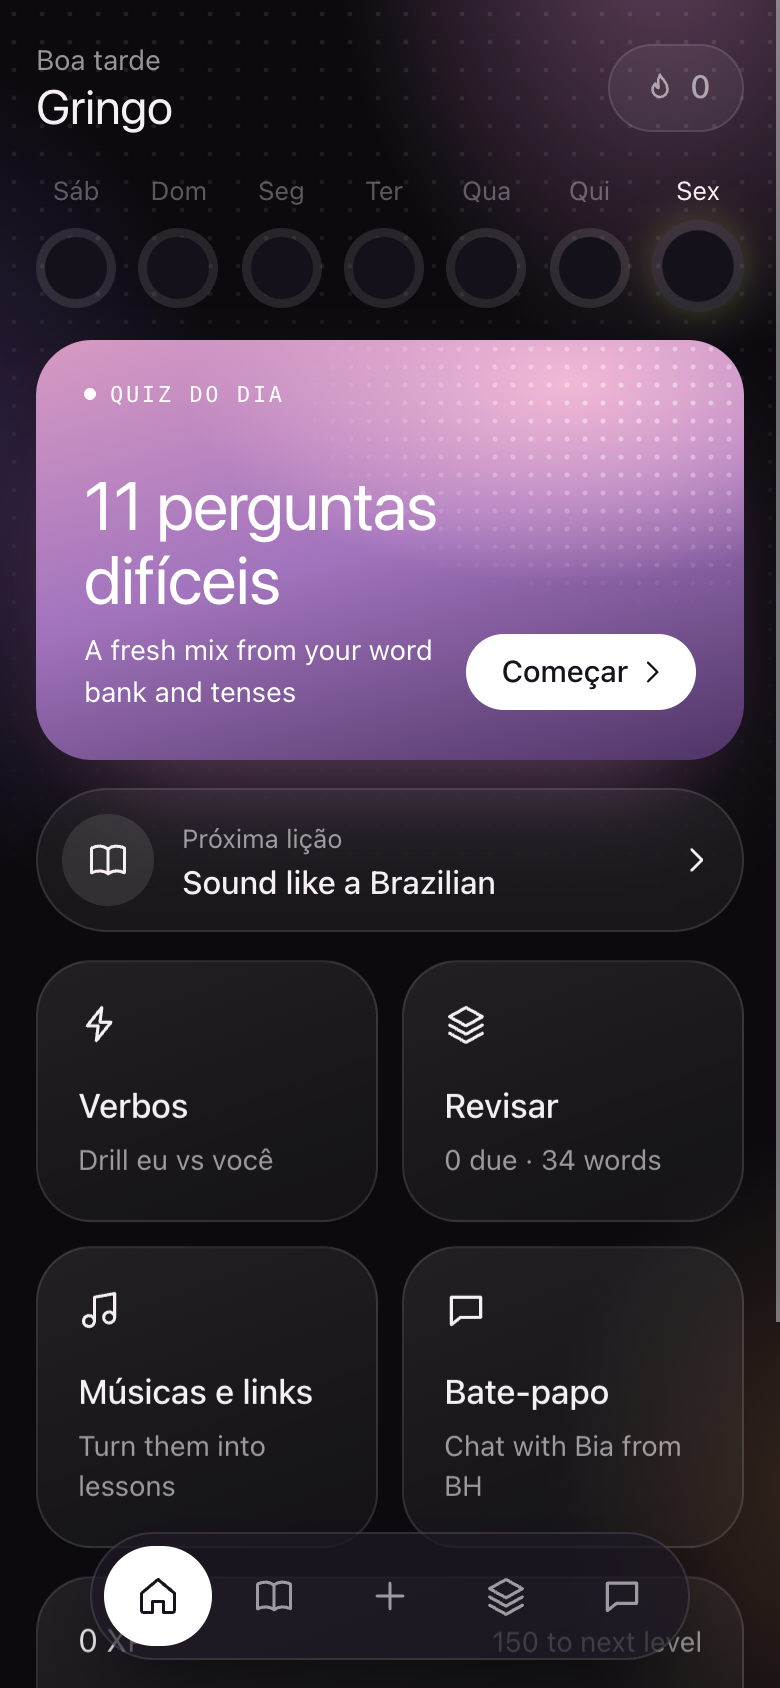 Boa tarde
Gringo
0
Sáb Dom Seg Ter Qua Qui Sex
QUIZ DO DIA
11 perguntas
difíceis
A fresh mix from your word
bank and tenses
Começar
Próxima lição
Sound like a Brazilian
Verbos
Drill eu vs você
Revisar
0 due · 34 words
Músicas e links
Turn them into
lessons
Bate-papo
Chat with Bia from
BH
0 XP
150 to next level